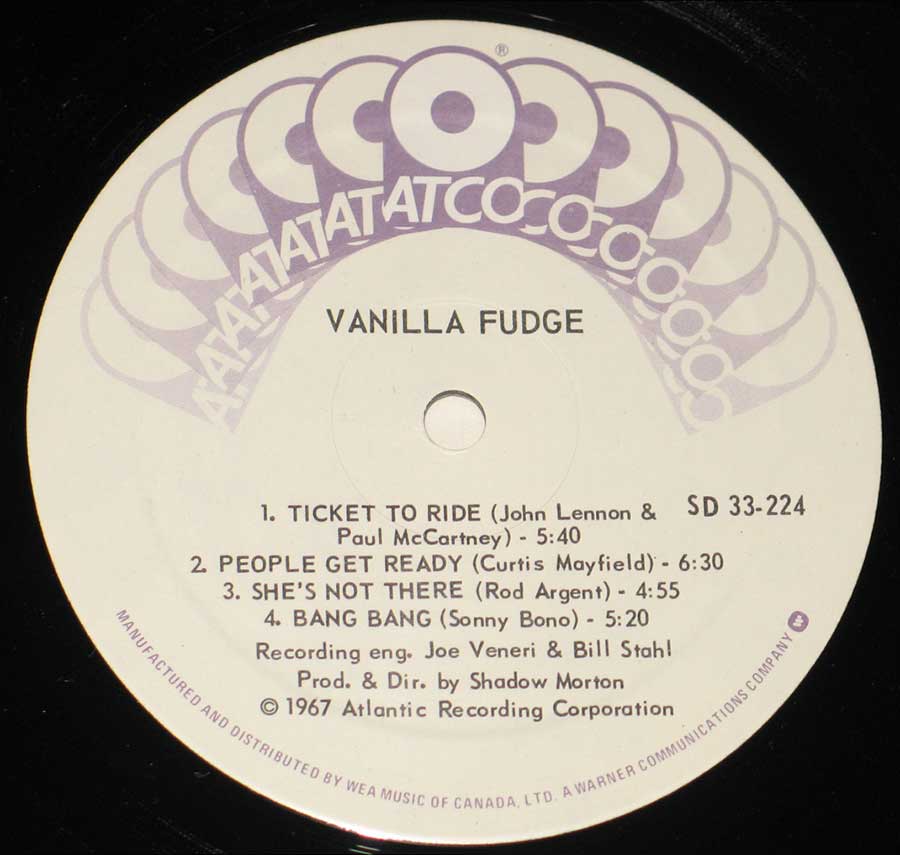 ®
ATCO
VANILLA FUDGE
SD 33-224
1. TICKET TO RIDE (John Lennon &
Paul McCartney) - 5:40
2. PEOPLE GET READY (Curtis Mayfield) - 6:30
3. SHE'S NOT THERE (Rod Argent) - 4:55
4. BANG BANG (Sonny Bono) - 5:20
Recording eng. Joe Veneri & Bill Stahl
Prod. & Dir. by Shadow Morton
© 1967 Atlantic Recording Corporation
MANUFACTURED AND DISTRIBUTED BY WEA MUSIC OF CANADA, LTD. A WARNER COMMUNICATIONS COMPANY